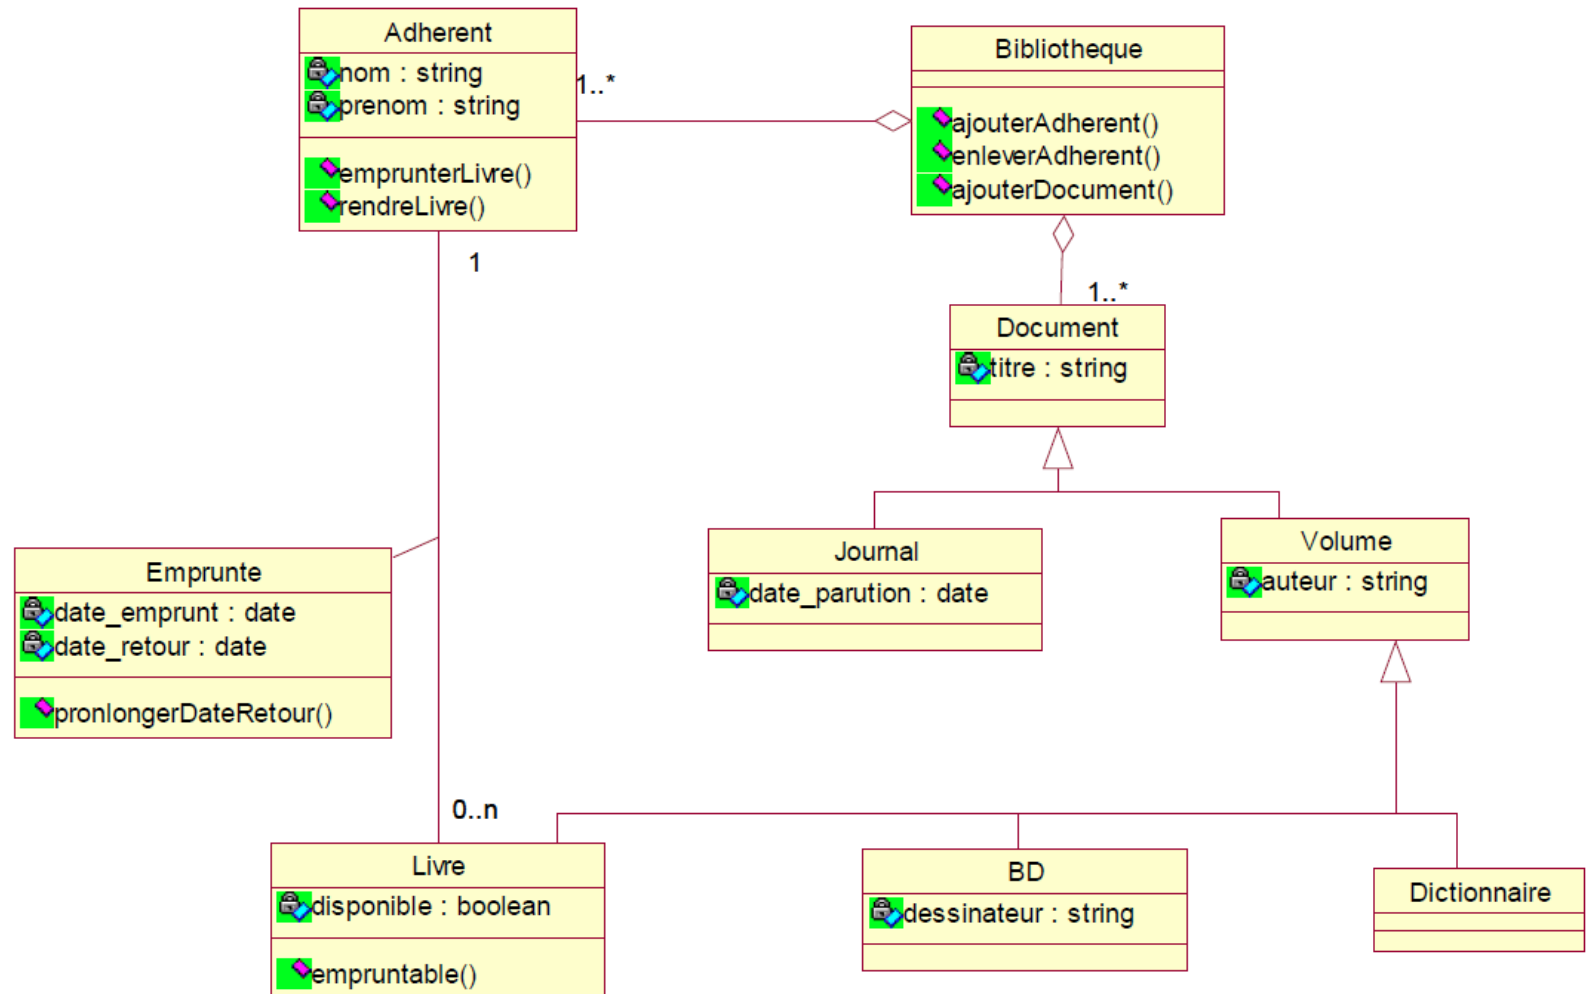 Adherent
nom : string
prenom : string
emprunterLivre()
rendreLivre()
1..*
Bibliotheque
ajouterAdherent()
enleverAdherent()
ajouterDocument()
1
1..*
Document
titre : string
Journal
date_parution : date
Volume
auteur : string
Emprunte
date_emprunt : date
date_retour : date
pronlongerDateRetour()
0..n
Livre
disponible : boolean
empruntable()
BD
dessinateur : string
Dictionnaire